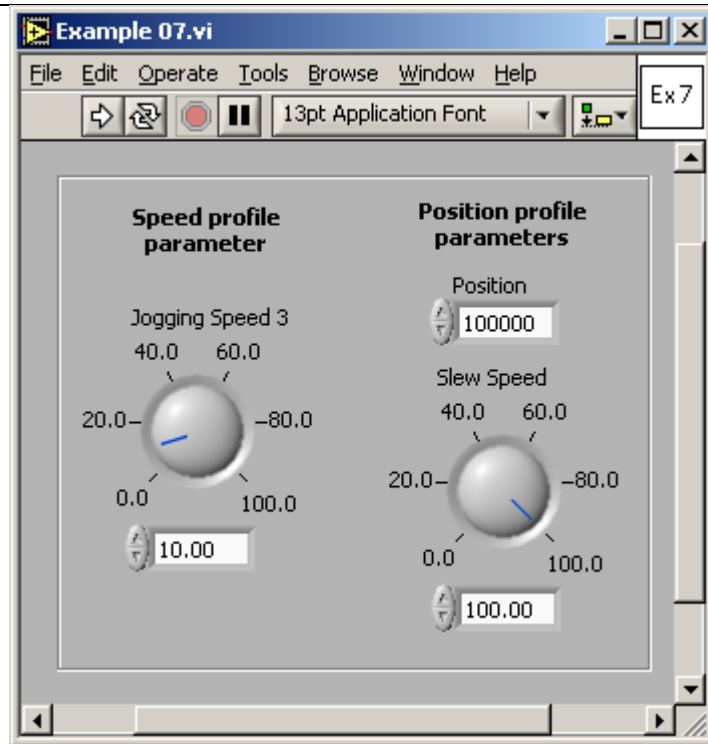 Example 07.vi
File Edit Operate Tools Browse Window Help
13pt Application Font
Ex7
Speed profile
parameter
Jogging Speed 3
40.0 60.0
20.0 80.0
0.0 100.0
10.00
Position profile
parameters
Position
100000
Slew Speed
40.0 60.0
20.0 80.0
0.0 100.0
100.00